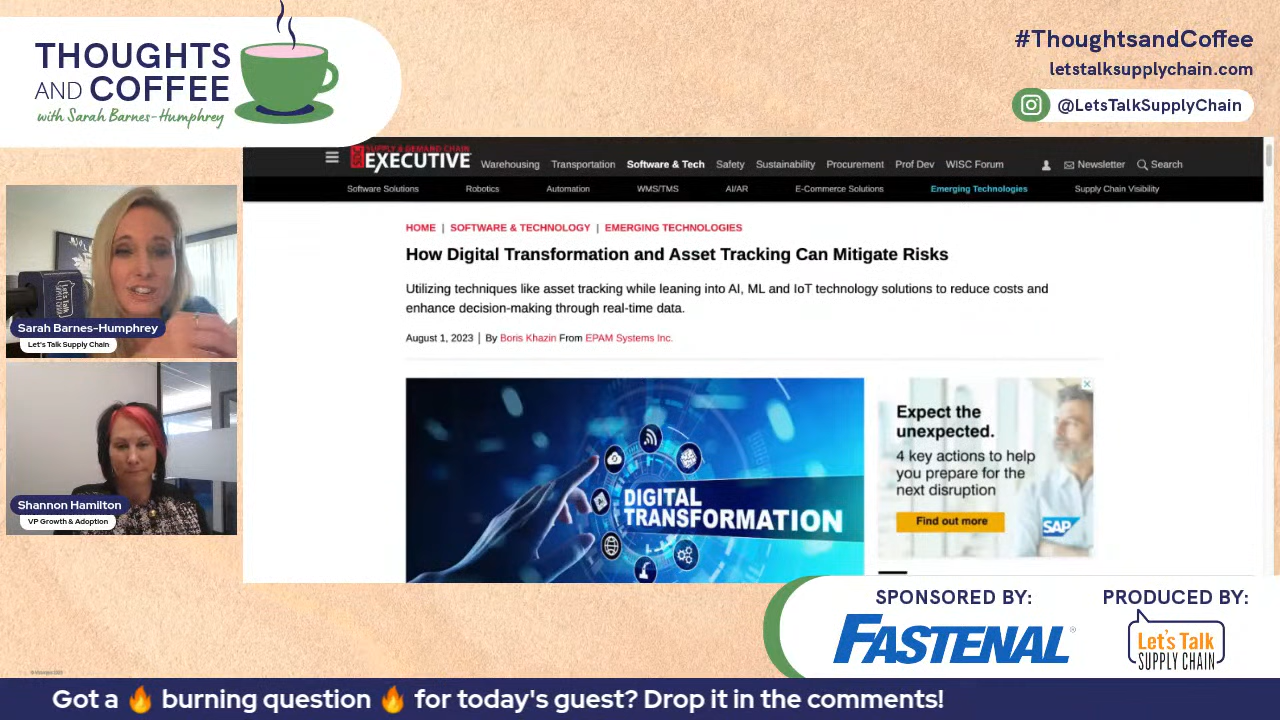 THOUGHTS
AND COFFEE
with Sarah Barnes-Humphrey
#ThoughtsandCoffee
letstalksupplychain.com
@LetsTalkSupplyChain
SUPPLY & DEMAND CHAIN
EXECUTIVE
Warehousing Transportation Software & Tech Safety Sustainability Procurement Prof Dev WISC Forum Newsletter Search
Software Solutions Robotics Automation WMS/TMS AI/AR E-Commerce Solutions Emerging Technologies Supply Chain Visibility
HOME | SOFTWARE & TECHNOLOGY | EMERGING TECHNOLOGIES
How Digital Transformation and Asset Tracking Can Mitigate Risks
Utilizing techniques like asset tracking while leaning into AI, ML and IoT technology solutions to reduce costs and
enhance decision-making through real-time data.
August 1, 2023 | By Boris Khazin From EPAM Systems Inc.
DIGITAL
TRANSFORMATION
Expect the
unexpected.
4 key actions to help
you prepare for the
next disruption
Find out more
SAP
Let's Talk
Sarah Barnes-Humphrey
Let's Talk Supply Chain
Shannon Hamilton
VP Growth & Adoption
SPONSORED BY:
FASTENAL®
PRODUCED BY:
Let's Talk
SUPPLY CHAIN
Got a 🔥 burning question 🔥 for today's guest? Drop it in the comments!